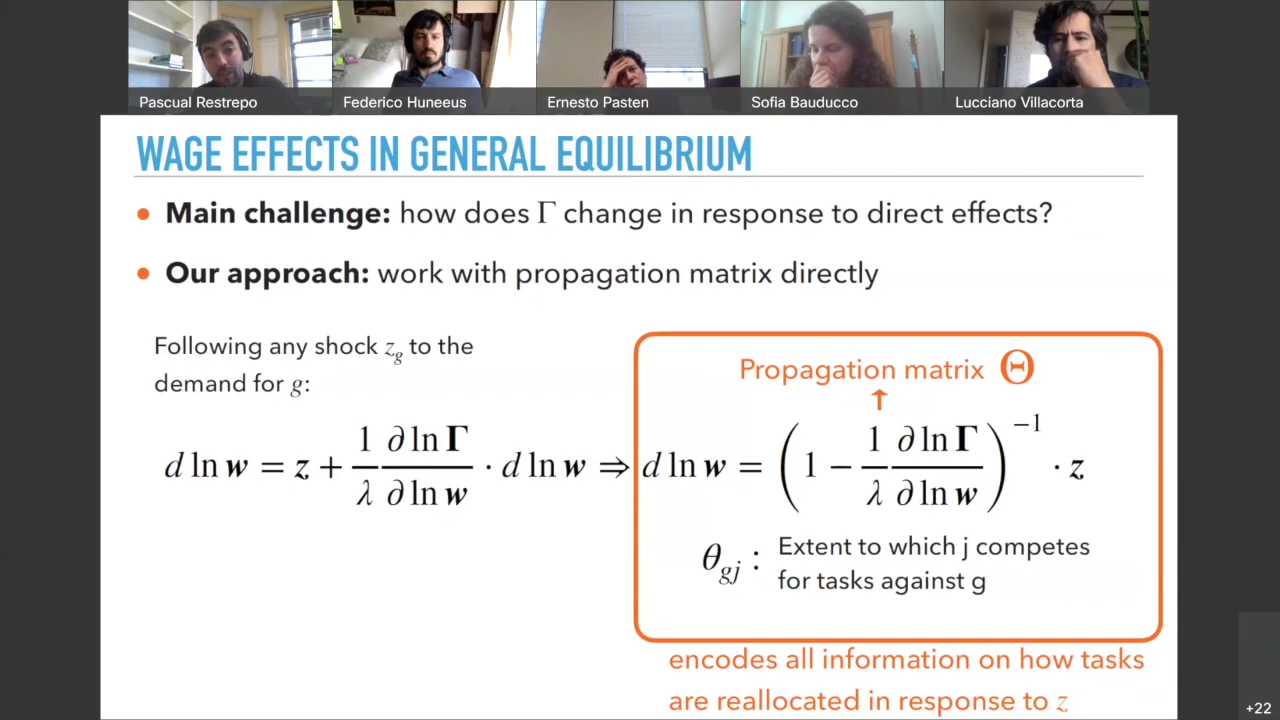 Pascual Restrepo
Federico Huneeus
Ernesto Pasten
Sofia Bauducco
Lucciano Villacorta
WAGE EFFECTS IN GENERAL EQUILIBRIUM
• Main challenge: how does Γ change in response to direct effects?
• Our approach: work with propagation matrix directly
Following any shock z_g to the
demand for g:
d ln w = z + (1/λ) (∂ ln Γ / ∂ ln w) · d ln w ⇒
Propagation matrix Θ
↑
d ln w = (1 − (1/λ) (∂ ln Γ / ∂ ln w))^−1 · z
θ_gj : Extent to which j competes
for tasks against g
encodes all information on how tasks
are reallocated in response to z
+22